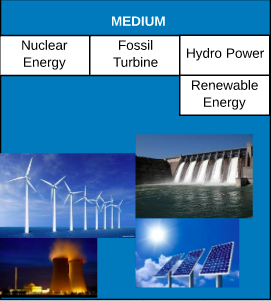 MEDIUM
Nuclear
Energy
Fossil
Turbine
Hydro Power
Renewable
Energy